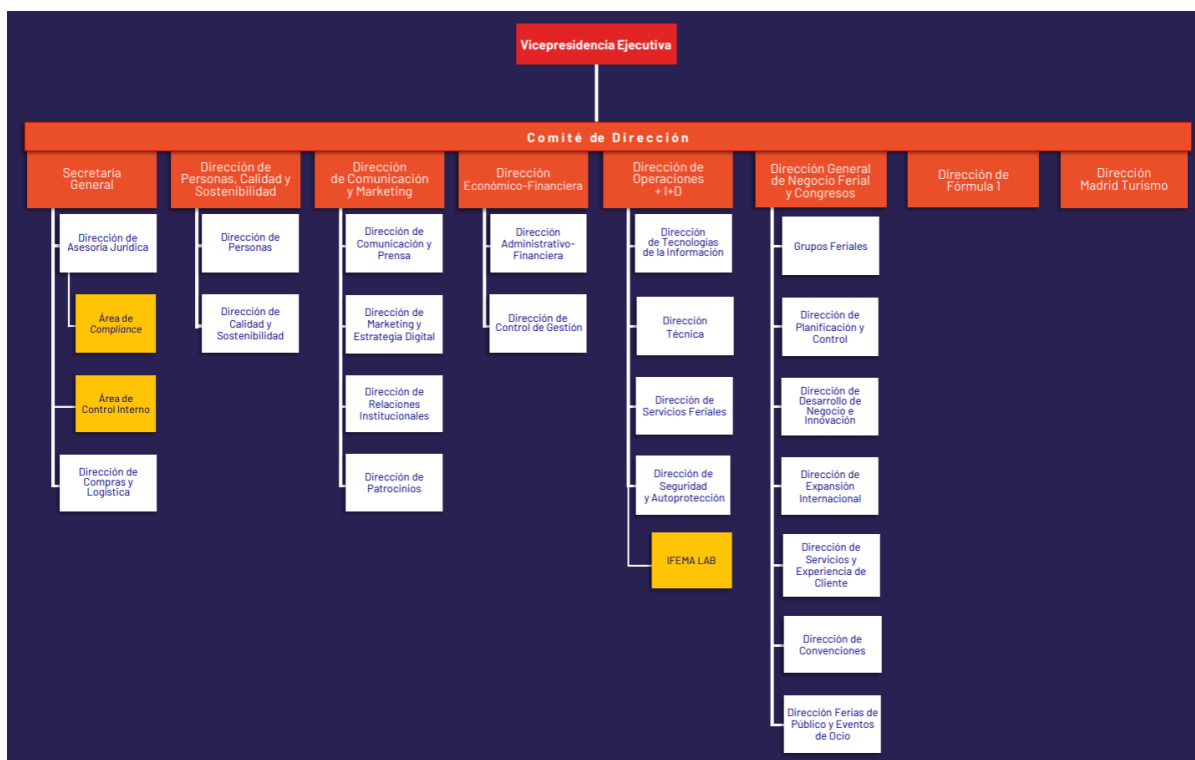 Vicepresidencia Ejecutiva
Comité de Dirección
Secretaría
General
Dirección de
Personas, Calidad y
Sostenibilidad
Dirección
de Comunicación
y Marketing
Dirección
Económico-Financiera
Dirección de
Operaciones
+ I+D
Dirección General
de Negocio Ferial
y Congresos
Dirección de
Fórmula 1
Dirección
Madrid Turismo
Dirección de
Asesoría Jurídica
Área de
Compliance
Área de
Control Interno
Dirección de
Compras y
Logística
Dirección de
Personas
Dirección de
Calidad y
Sostenibilidad
Dirección de
Comunicación y
Prensa
Dirección de
Marketing y
Estrategia Digital
Dirección de
Relaciones
Institucionales
Dirección de
Patrocinios
Dirección
Administrativo-
Financiera
Dirección de
Control de Gestión
Dirección
de Tecnologías
de la Información
Dirección
Técnica
Dirección de
Servicios Feriales
Dirección de
Seguridad
y Autoprotección
IFEMA LAB
Grupos Feriales
Dirección de
Planificación y
Control
Dirección de
Desarrollo de
Negocio e
Innovación
Dirección de
Expansión
Internacional
Dirección de
Servicios y
Experiencia de
Cliente
Dirección de
Convenciones
Dirección Ferias de
Público y Eventos
de Ocio